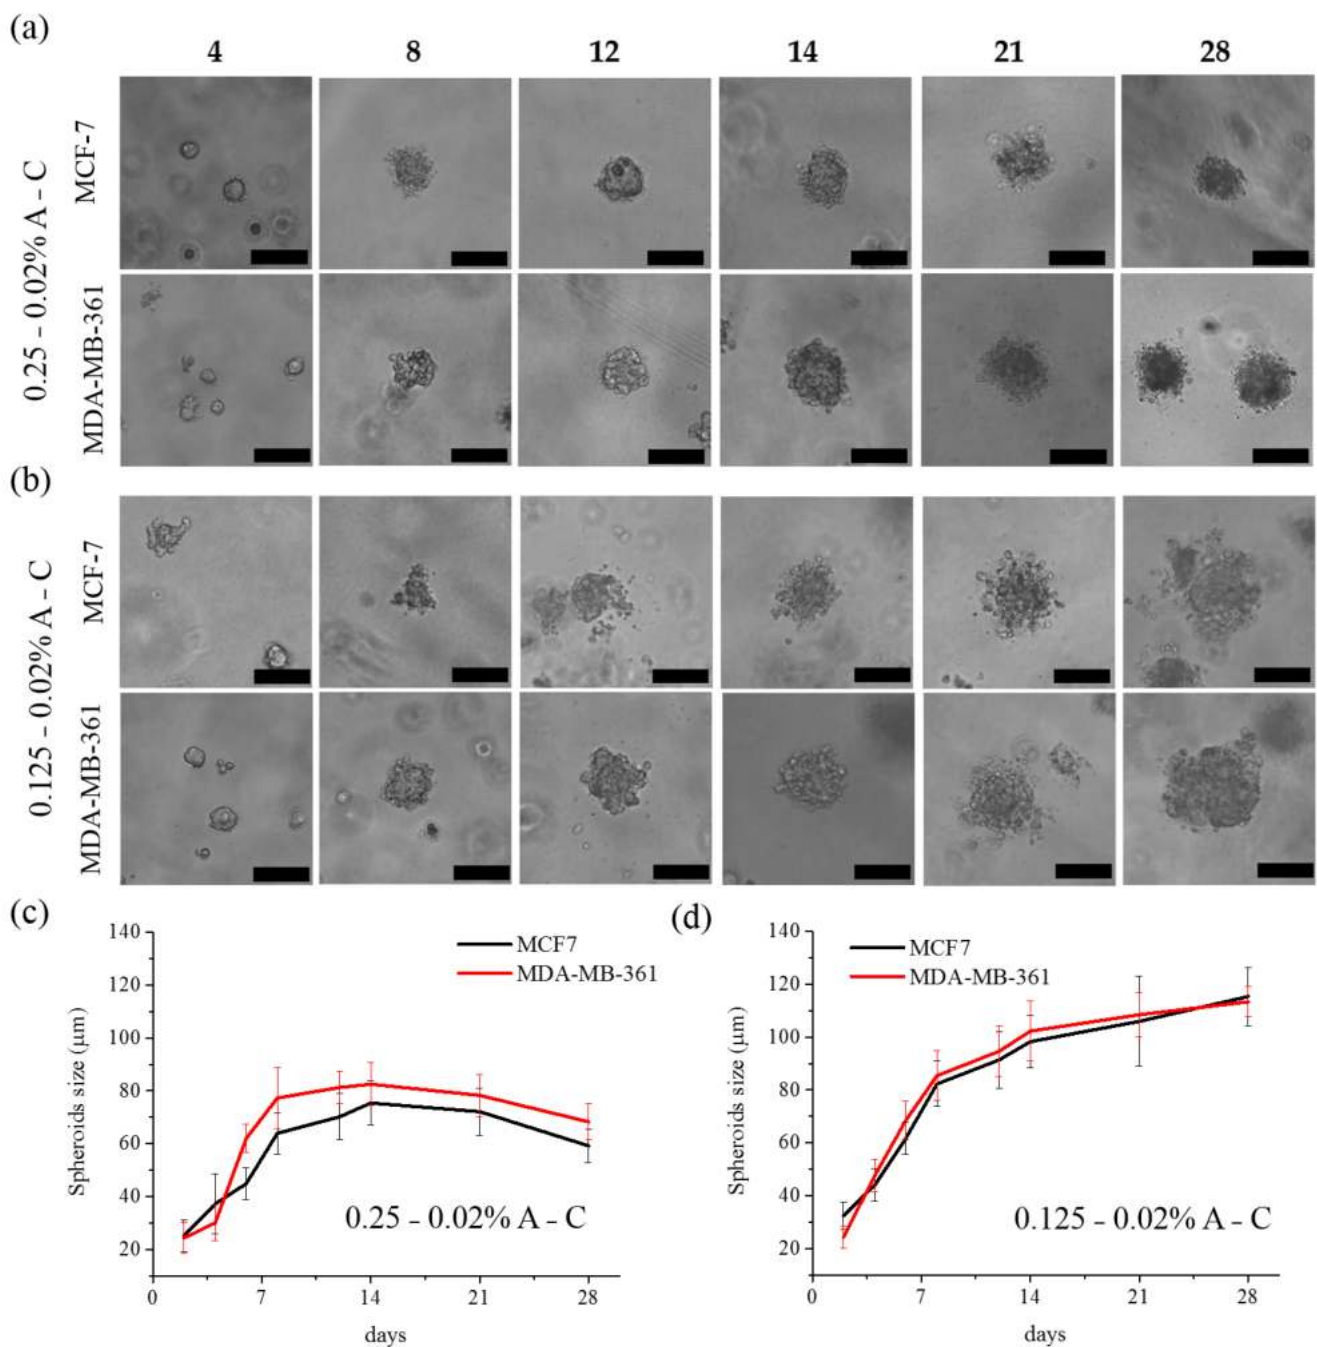 (a)
4 8 12 14 21 28
0.25 - 0.02% A - C
MCF-7
MDA-MB-361
(b)
0.125 - 0.02% A - C
MCF-7
MDA-MB-361
(c)
140
120
100
80
60
40
20
0 7 14 21 28
Spheroids size (μm)
days
MCF7
MDA-MB-361
0.25 - 0.02% A - C
(d)
140
120
100
80
60
40
20
0 7 14 21 28
Spheroids size (μm)
days
MCF7
MDA-MB-361
0.125 - 0.02% A - C